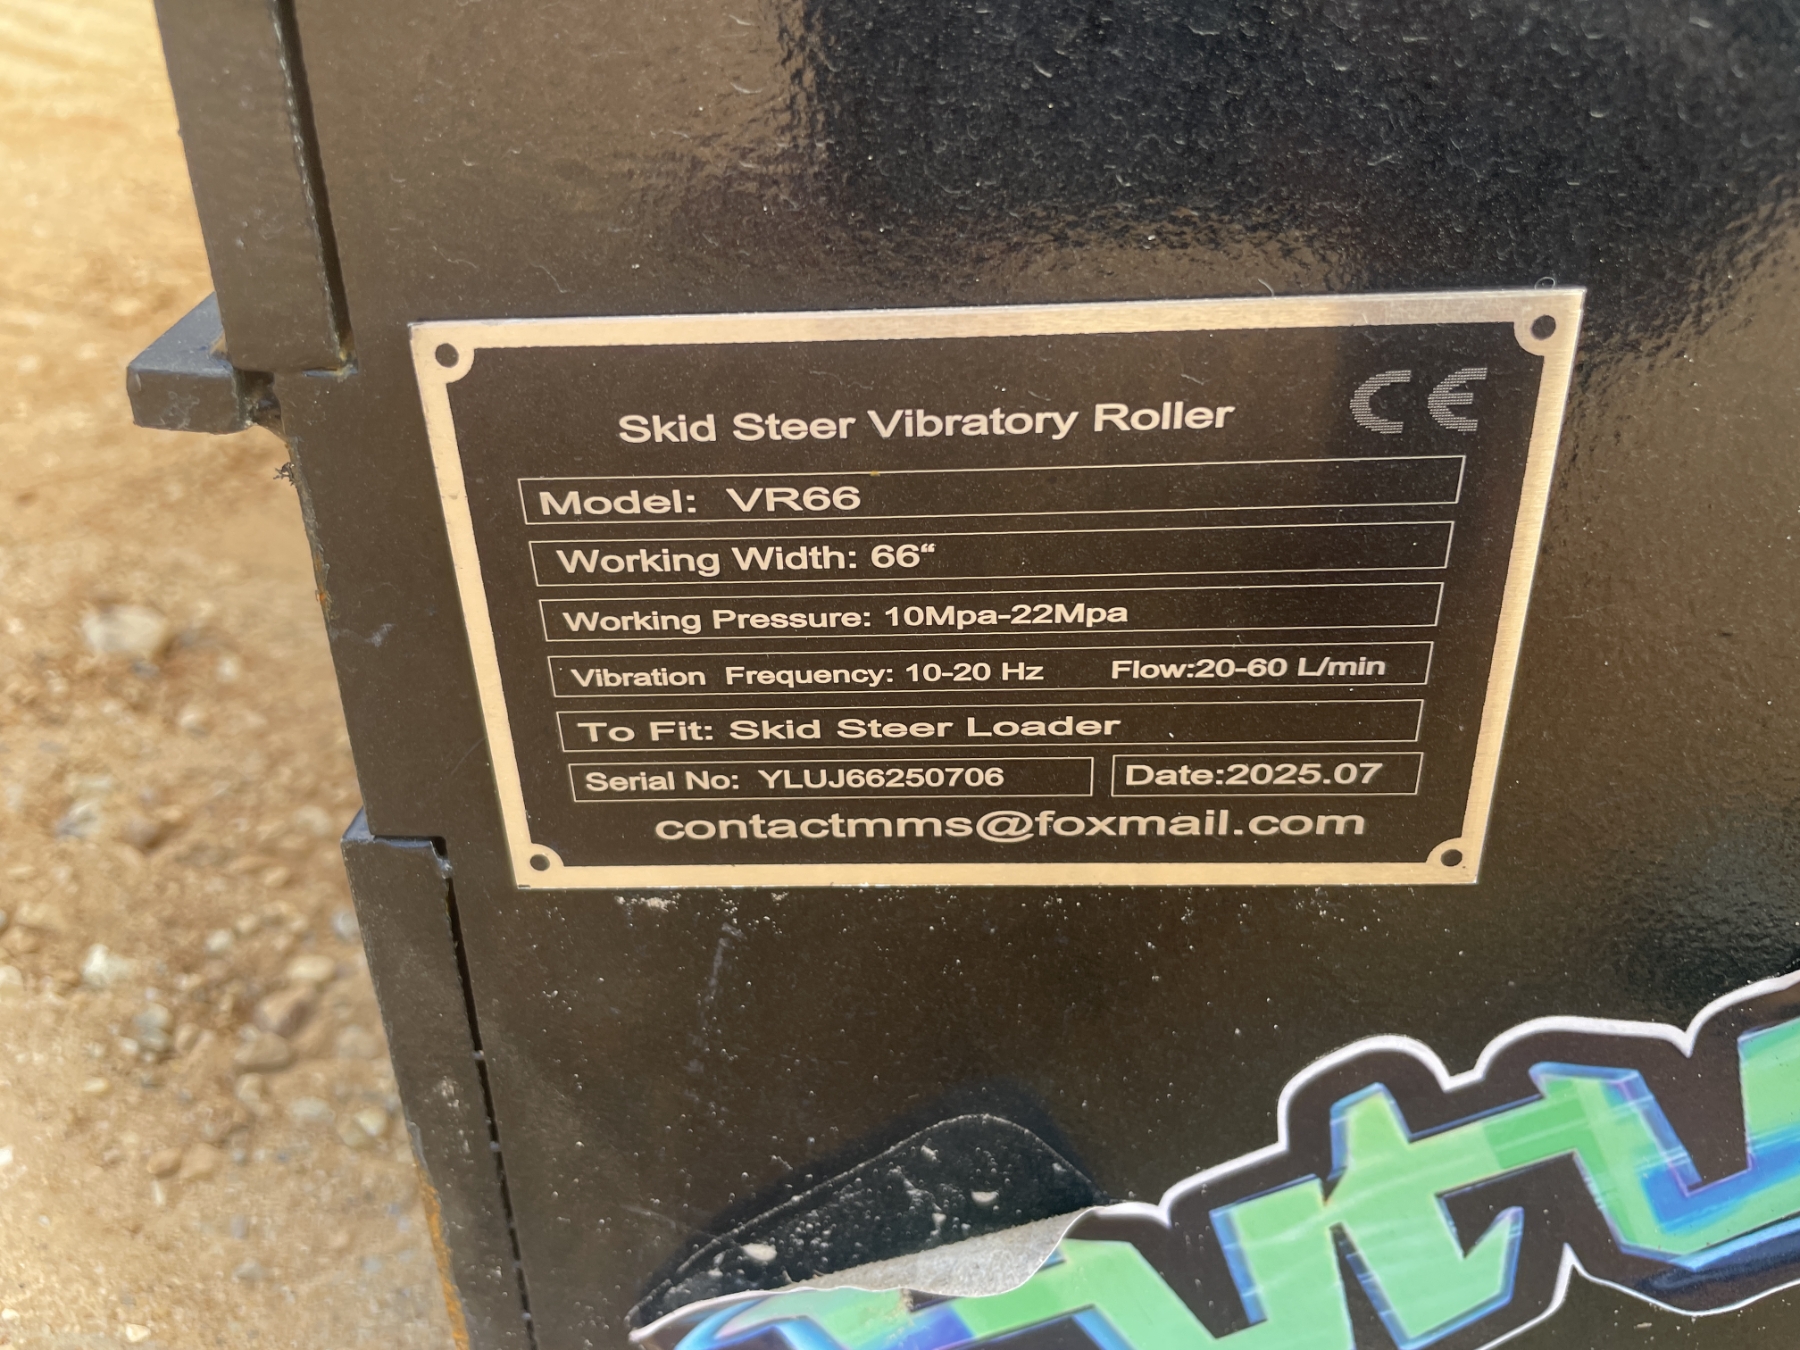 CE
Skid Steer Vibratory Roller
Model: VR66
Working Width: 66“
Working Pressure: 10Mpa-22Mpa
Vibration Frequency: 10-20 Hz Flow:20-60 L/min
To Fit: Skid Steer Loader
Serial No: YLUJ66250706 Date:2025.07
contactmms@foxmail.com